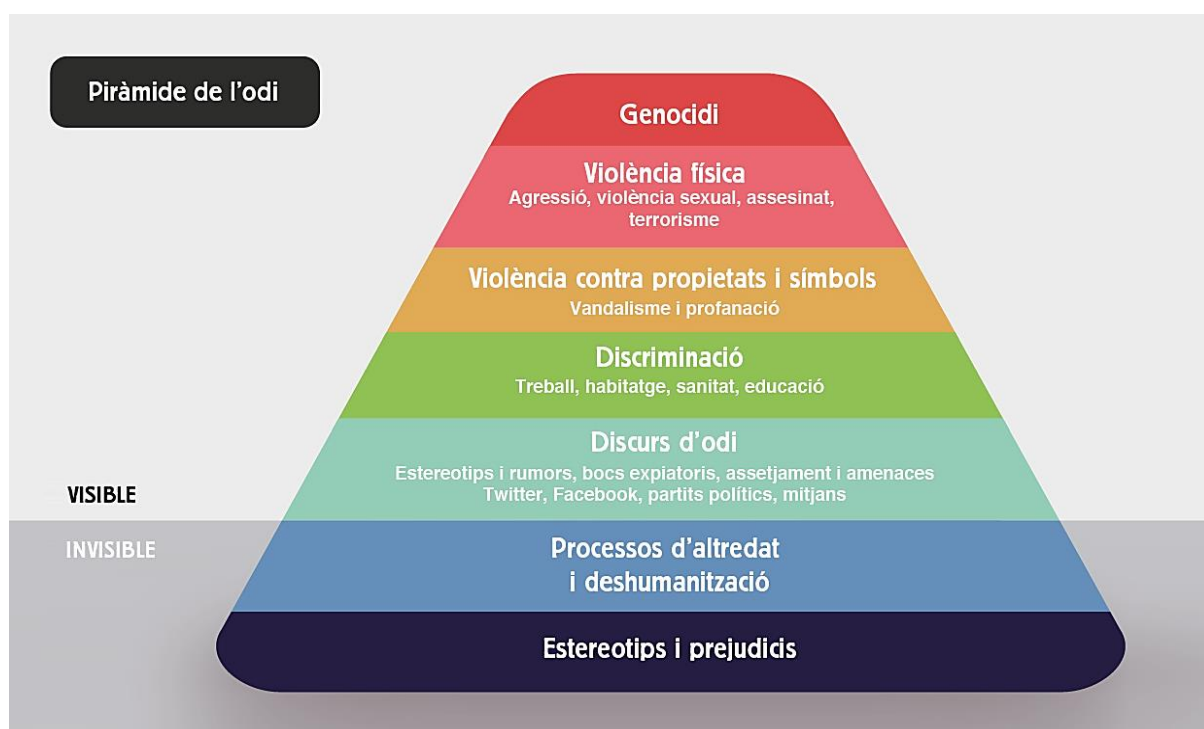 Piràmide de l'odi
Genocidi
Violència física
Agressió, violència sexual, assesinat,
terrorisme
Violència contra propietats i símbols
Vandalisme i profanació
Discriminació
Treball, habitatge, sanitat, educació
Discurs d'odi
Estereotips i rumors, bocs expiatoris, assetjament i amenaces
Twitter, Facebook, partits polítics, mitjans
VISIBLE
INVISIBLE
Processos d'altredat
i deshumanització
Estereotips i prejudicis